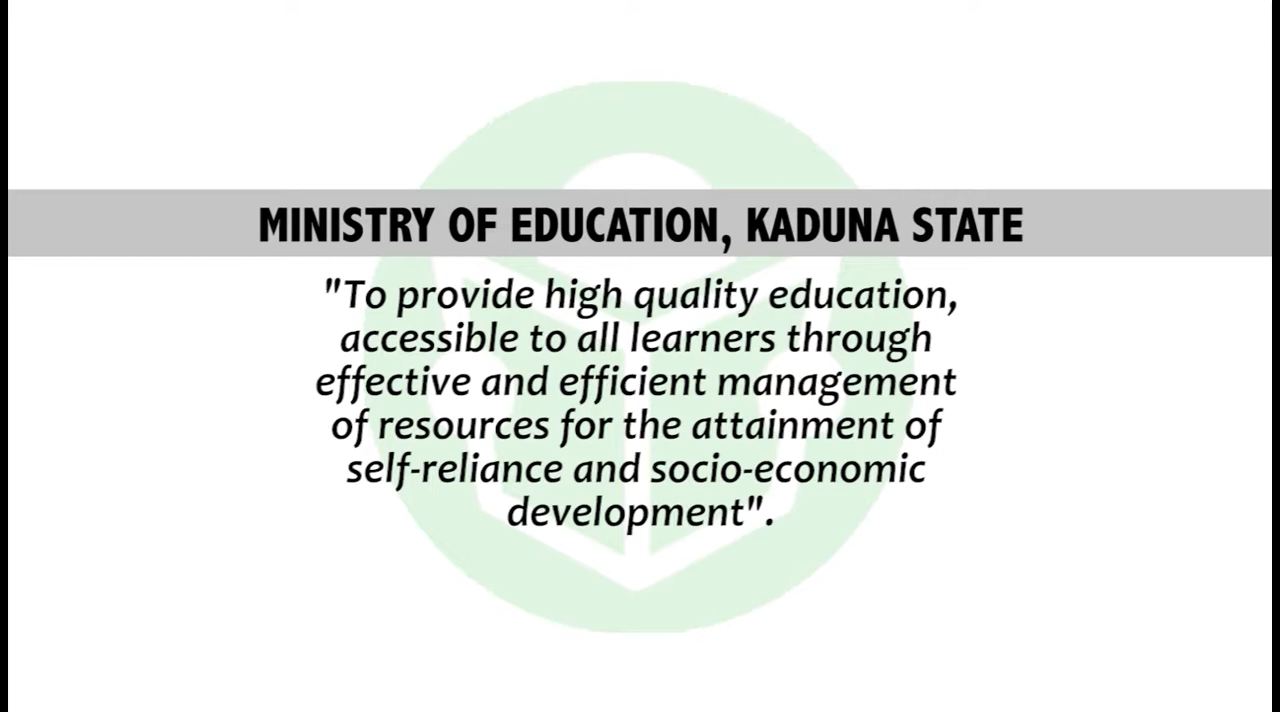 MINISTRY OF EDUCATION, KADUNA STATE
"To provide high quality education,
accessible to all learners through
effective and efficient management
of resources for the attainment of
self-reliance and socio-economic
development".